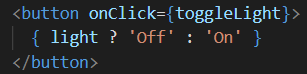 <button onClick={toggleLight}>
{ light ? 'Off' : 'On' }
</button>